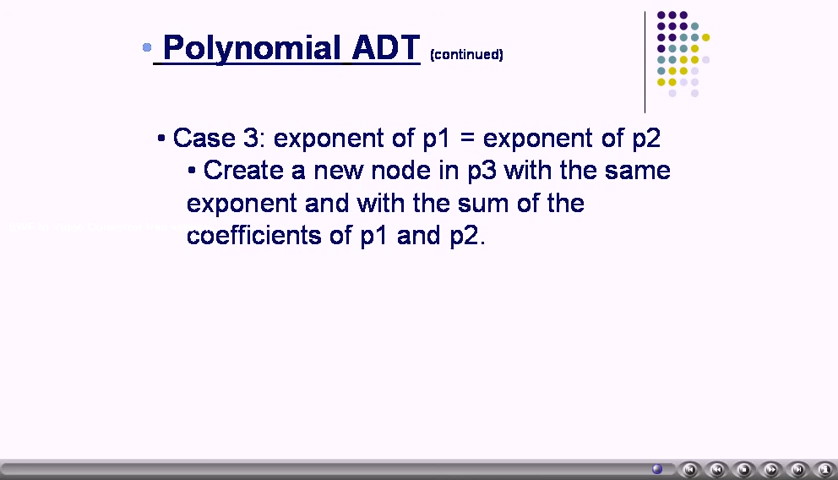 • Polynomial ADT (continued)
• Case 3: exponent of p1 = exponent of p2
• Create a new node in p3 with the same
exponent and with the sum of the
coefficients of p1 and p2.